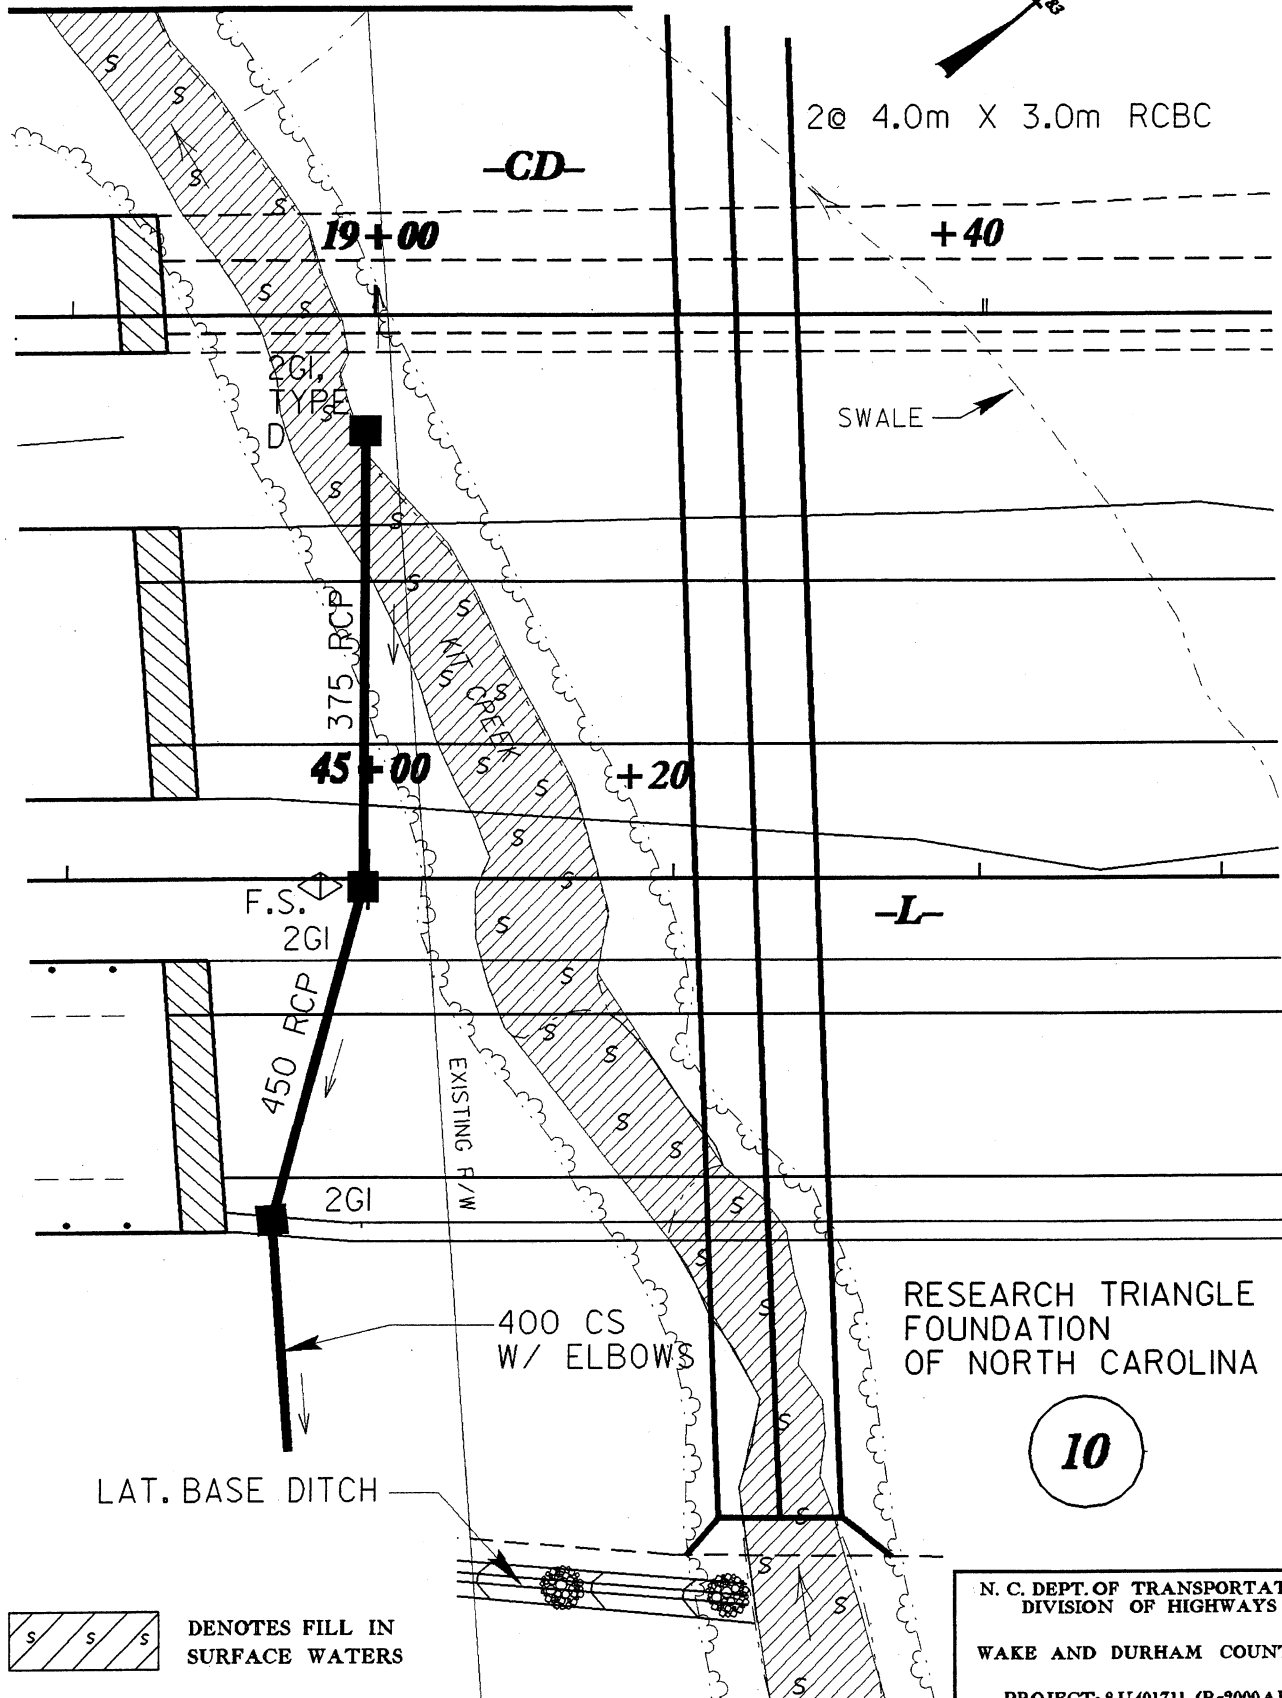 83
2@ 4.0m X 3.0m RCBC
-CD-
19+00
+40
2GI,
TYPE
D
SWALE
375 RCP
KIT CREEK
45+00
+20
F.S.
2GI
-L-
450 RCP
EXISTING R/W
2GI
400 CS
W/ ELBOWS
RESEARCH TRIANGLE
FOUNDATION
OF NORTH CAROLINA
10
LAT. BASE DITCH
S S S
DENOTES FILL IN
SURFACE WATERS
N. C. DEPT. OF TRANSPORTAT
DIVISION OF HIGHWAYS
WAKE AND DURHAM COUNT